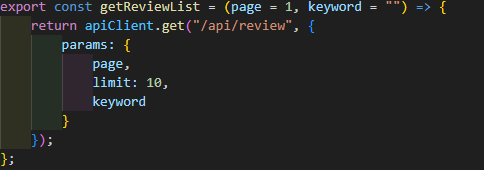 export const getReviewList = (page = 1, keyword = "") => {
    return apiClient.get("/api/review", {
        params: {
            page,
            limit: 10,
            keyword
        }
    });
};